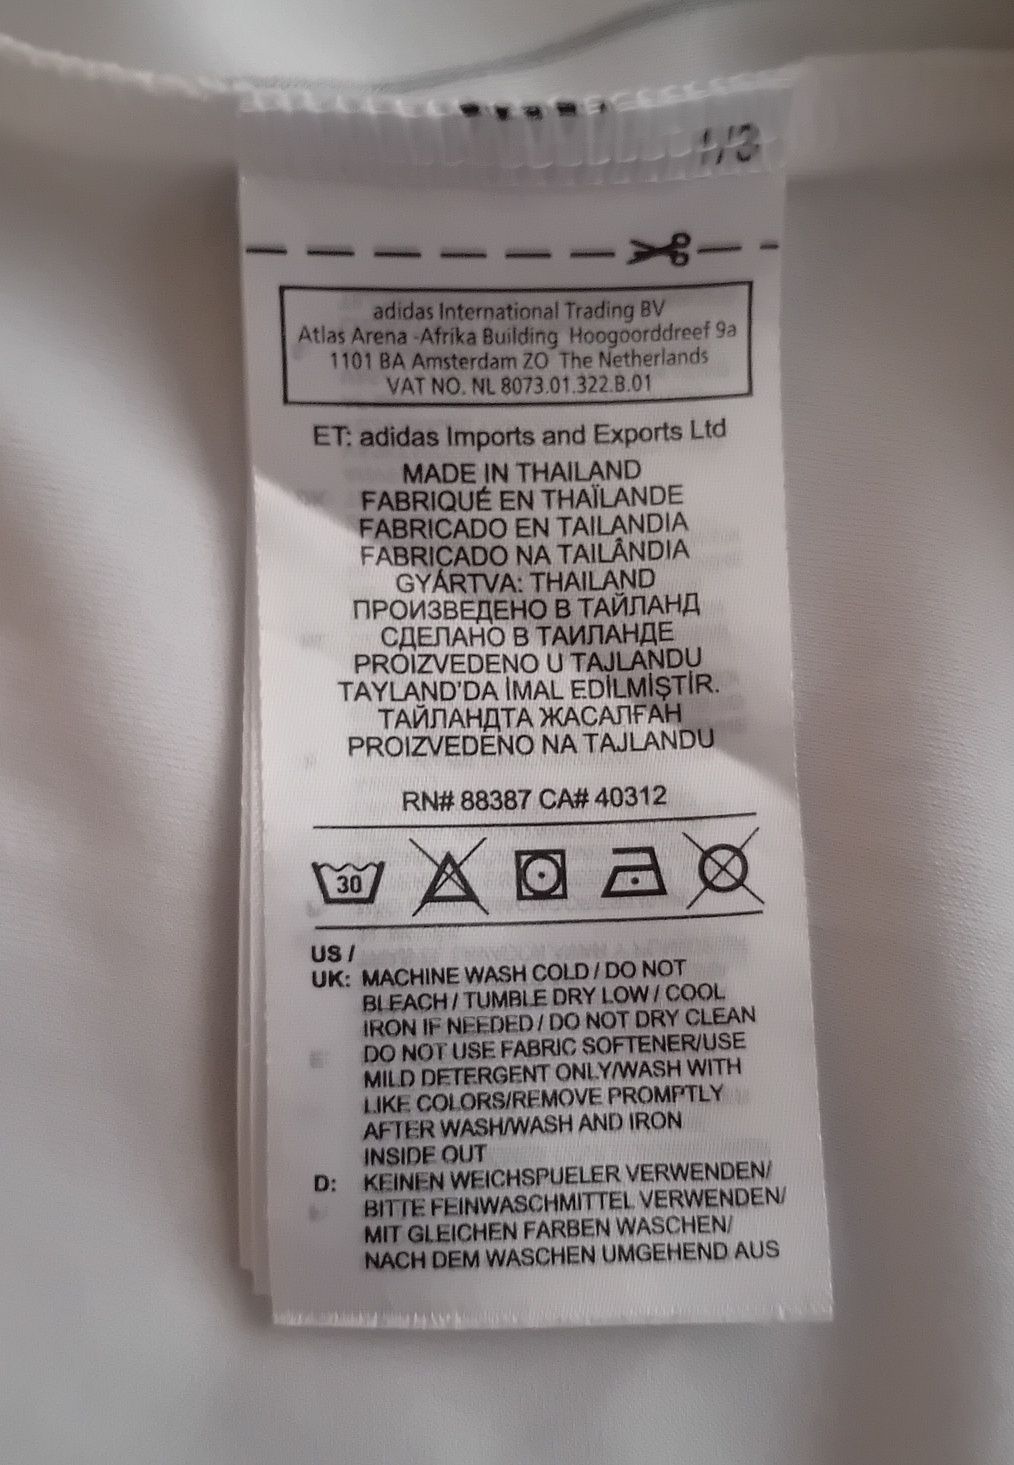 1/3
adidas International Trading BV
Atlas Arena -Afrika Building Hoogoorddreef 9a
1101 BA Amsterdam ZO The Netherlands
VAT NO. NL 8073.01.322.B.01
ET: adidas Imports and Exports Ltd
MADE IN THAILAND
FABRIQUÉ EN THAÏLANDE
FABRICADO EN TAILANDIA
FABRICADO NA TAILÂNDIA
GYÁRTVA: THAILAND
ПРОИЗВЕДЕНО В ТАЙЛАНД
СДЕЛАНО В ТАИЛАНДЕ
PROIZVEDENO U TAJLANDU
TAYLAND'DA İMAL EDİLMİŞTİR.
ТАЙЛАНДТА ЖАСАЛҒАН
PROIZVEDENO NA TAJLANDU
RN# 88387 CA# 40312
30
US /
UK: MACHINE WASH COLD / DO NOT
BLEACH / TUMBLE DRY LOW / COOL
IRON IF NEEDED / DO NOT DRY CLEAN
DO NOT USE FABRIC SOFTENER/USE
MILD DETERGENT ONLY/WASH WITH
LIKE COLORS/REMOVE PROMPTLY
AFTER WASH/WASH AND IRON
INSIDE OUT
D: KEINEN WEICHSPUELER VERWENDEN/
BITTE FEINWASCHMITTEL VERWENDEN/
MIT GLEICHEN FARBEN WASCHEN/
NACH DEM WASCHEN UMGEHEND AUS